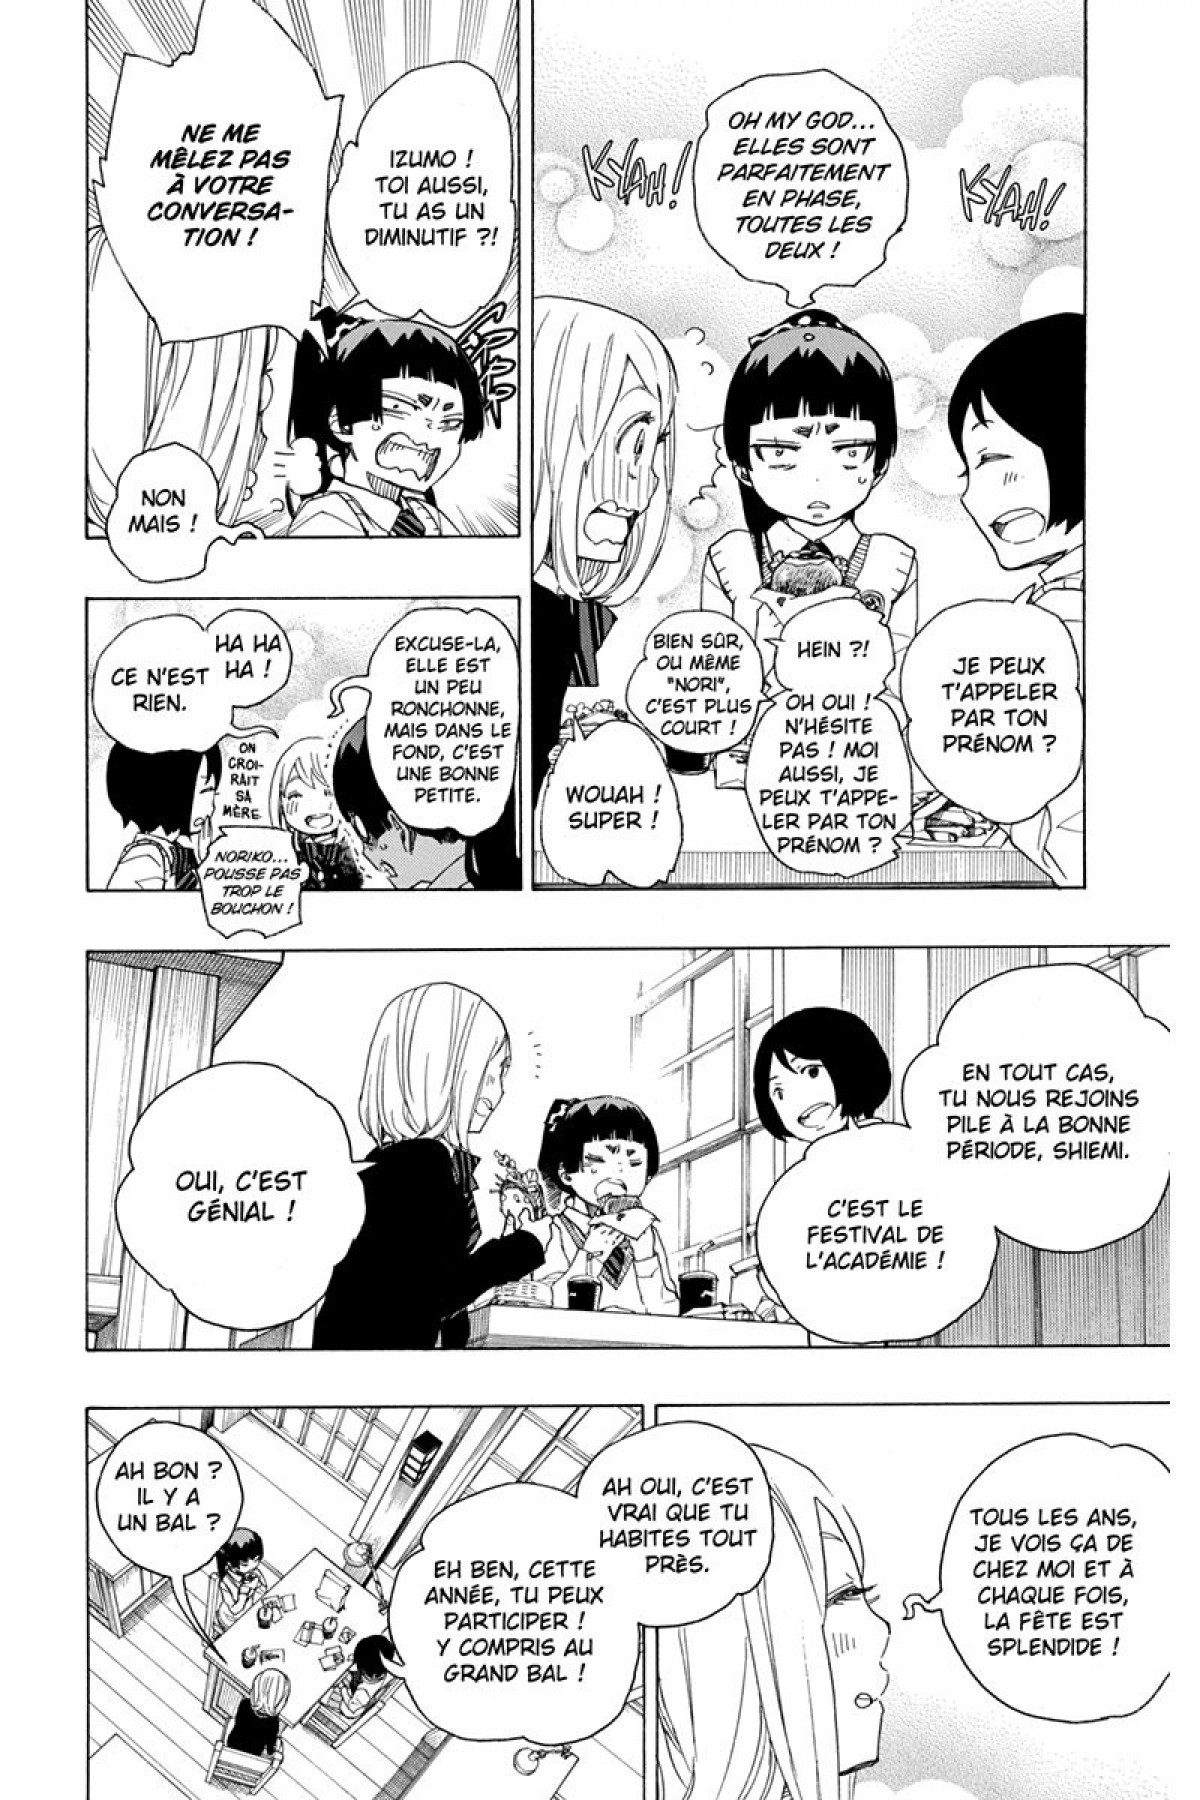 KYAH!
OH MY GOD...
ELLES SONT
PARFAITEMENT
EN PHASE,
TOUTES LES
DEUX !
KYAH!
JE PEUX
T'APPELER
PAR TON
PRÉNOM ?
HEIN ?!
OH OUI !
N'HÉSITE
PAS ! MOI
AUSSI, JE
PEUX T'APPE-
LER PAR TON
PRÉNOM ?
BIEN SÛR,
OU MÊME
"NORI",
C'EST PLUS
COURT !
WOUAH !
SUPER !
IZUMO !
TOI AUSSI,
TU AS UN
DIMINUTIF ?!
NE ME
MÊLEZ PAS
À VOTRE
CONVERSA-
TION !
NON
MAIS !
EXCUSE-LA,
ELLE EST
UN PEU
RONCHONNE,
MAIS DANS LE
FOND, C'EST
UNE BONNE
PETITE.
HA HA
HA !
CE N'EST
RIEN.
ON
CROI-
RAIT
SA
MÈRE.
NORIKO...
POUSSE PAS
TROP LE
BOUCHON !
EN TOUT CAS,
TU NOUS REJOINS
PILE À LA BONNE
PÉRIODE, SHIEMI.
C'EST LE
FESTIVAL DE
L'ACADÉMIE !
OUI, C'EST
GÉNIAL !
TOUS LES ANS,
JE VOIS ÇA DE
CHEZ MOI ET À
CHAQUE FOIS,
LA FÊTE EST
SPLENDIDE !
AH OUI, C'EST
VRAI QUE TU
HABITES TOUT
PRÈS.
EH BEN, CETTE
ANNÉE, TU PEUX
PARTICIPER !
Y COMPRIS AU
GRAND BAL !
AH BON ?
IL Y A
UN BAL ?